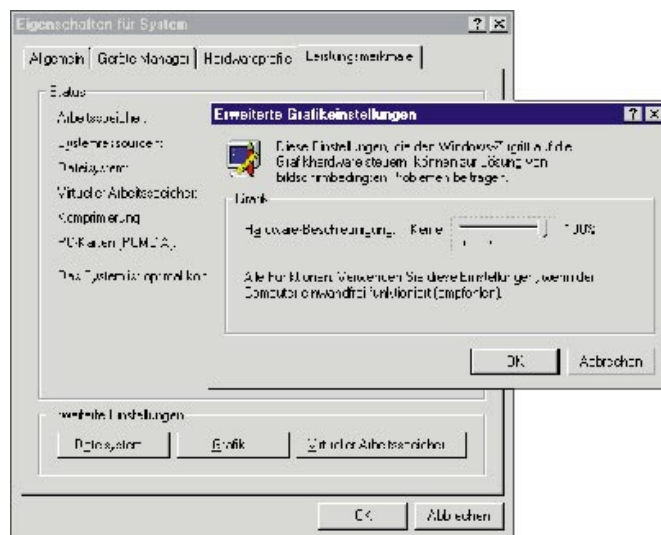 Eigenschaften für System
Allgemein Geräte-Manager Hardwareprofile Leistungsmerkmale
Status
Arbeitsspeicher:
Systemressourcen:
Dateisystem:
Virtueller Arbeitsspeicher:
Komprimierung
PC-Karten (PCMCIA):
Das System ist optimal kon
Erweiterte Grafikeinstellungen
Diese Einstellungen, die den Windows-Zugriff auf die
Grafikhardware steuern, können zur Lösung von
bildschirmbedingten Problemen beitragen.
Grafik
Hardware-Beschleunigung: Keine 100%
Alle Funktionen: Verwenden Sie diese Einstellungen, wenn der
Computer einwandfrei funktioniert (empfohlen).
OK Abbrechen
Erweiterte Einstellungen
Dateisystem Grafik Virtueller Arbeitsspeicher
OK Abbrechen